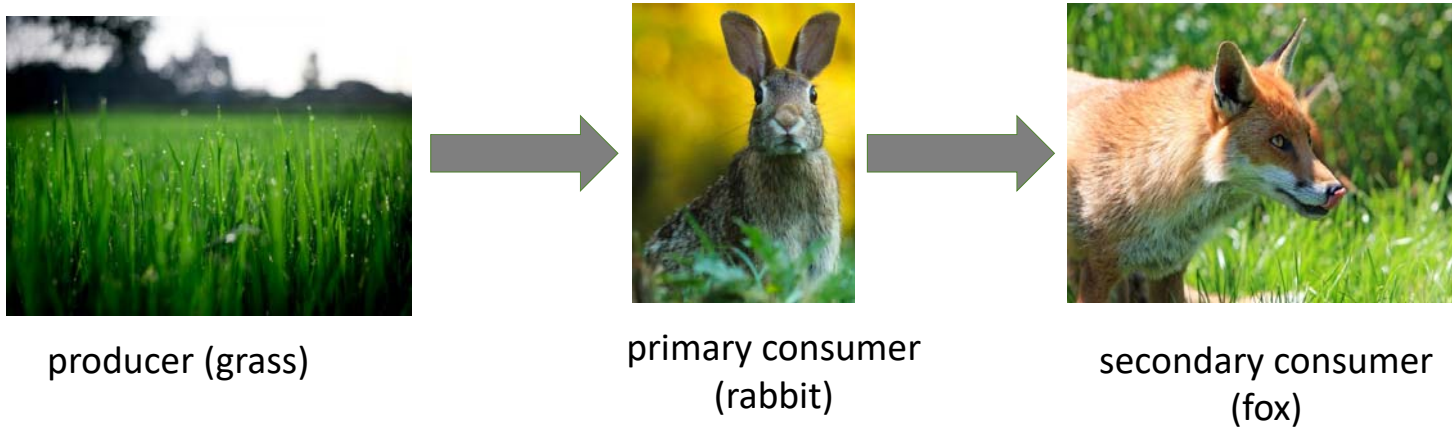 producer (grass)
primary consumer
(rabbit)
secondary consumer
(fox)